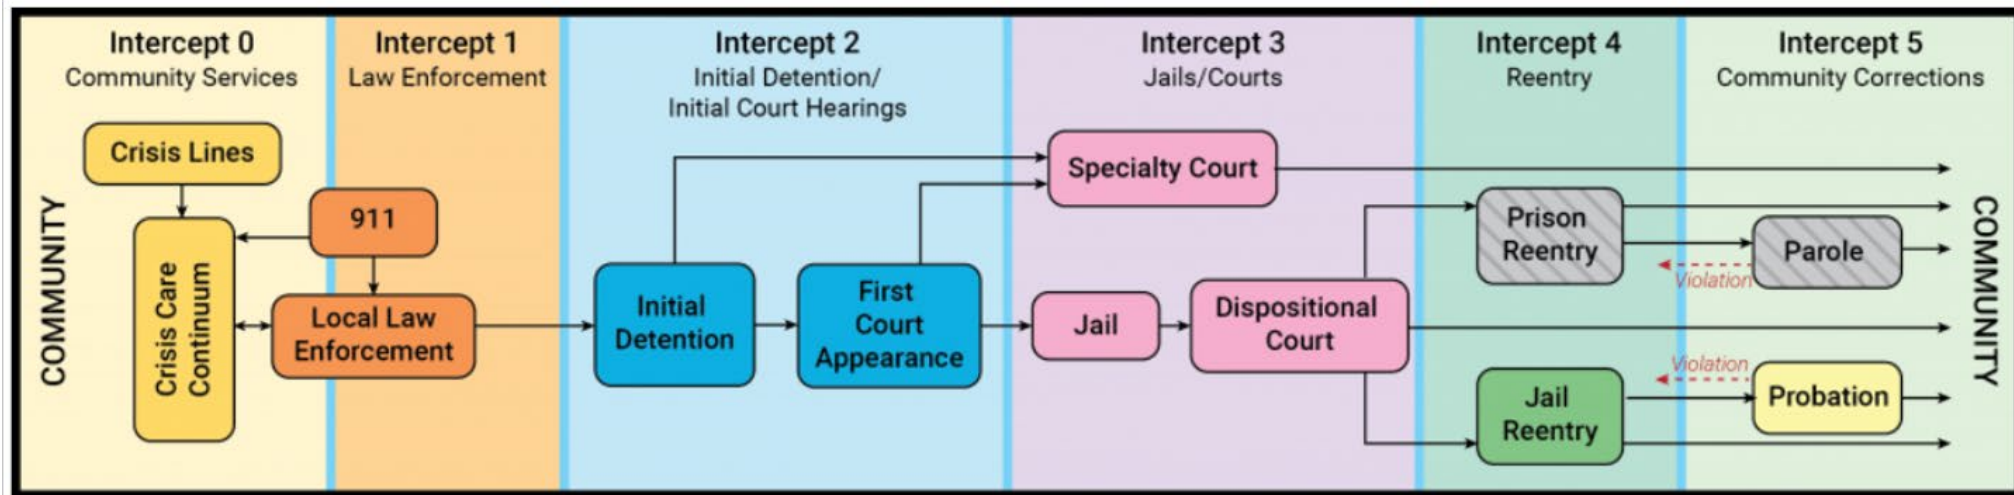 Intercept 0
Community Services
Intercept 1
Law Enforcement
Intercept 2
Initial Detention/
Initial Court Hearings
Intercept 3
Jails/Courts
Intercept 4
Reentry
Intercept 5
Community Corrections
COMMUNITY
Crisis Lines
Crisis Care
Continuum
911
Local Law
Enforcement
Initial
Detention
First
Court
Appearance
Specialty Court
Jail
Dispositional
Court
Prison
Reentry
Parole
Violation
Violation
Jail
Reentry
Probation
COMMUNITY